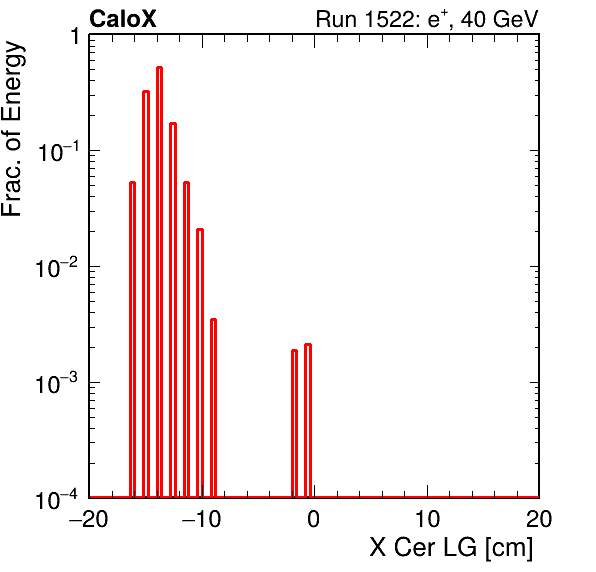 CaloX Run 1522: e⁺, 40 GeV
Frac. of Energy
1
10⁻¹
10⁻²
10⁻³
10⁻⁴
−20 −10 0 10 20
X Cer LG [cm]